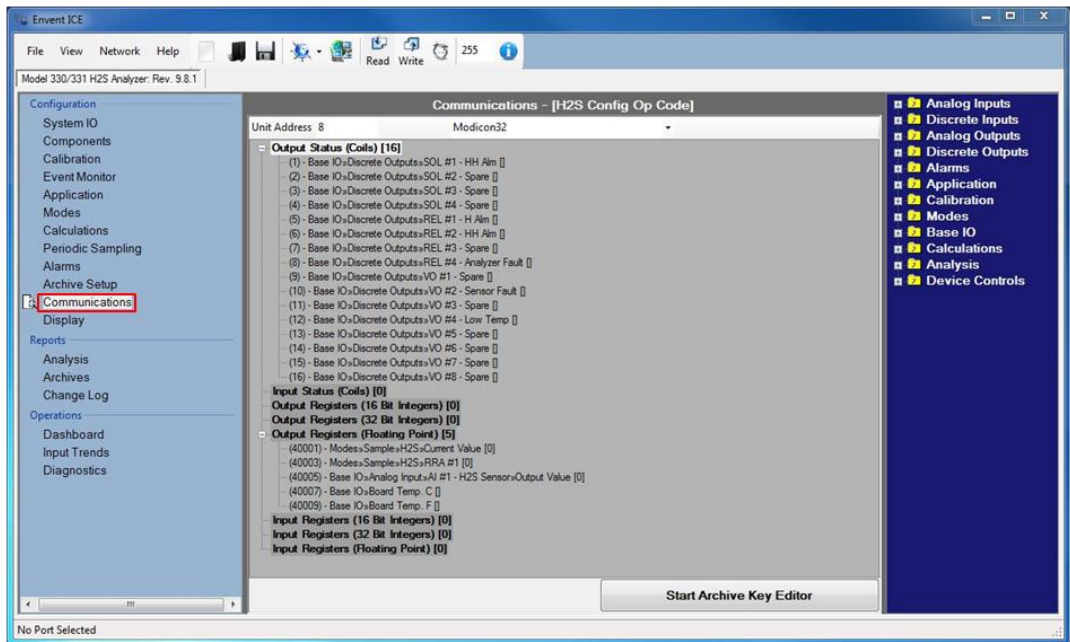 Envent ICE
File View Network Help Read Write 255
Model 330/331 H2S Analyzer: Rev. 9.8.1
Configuration
System IO
Components
Calibration
Event Monitor
Application
Modes
Calculations
Periodic Sampling
Alarms
Archive Setup
Communications
Display
Reports
Analysis
Archives
Change Log
Operations
Dashboard
Input Trends
Diagnostics
Communications - [H2S Config Op Code]
Unit Address 8 Modicon32
Output Status (Coils) [16]
(1) - Base IO»Discrete Outputs»SOL #1 - HH Alm []
(2) - Base IO»Discrete Outputs»SOL #2 - Spare []
(3) - Base IO»Discrete Outputs»SOL #3 - Spare []
(4) - Base IO»Discrete Outputs»SOL #4 - Spare []
(5) - Base IO»Discrete Outputs»REL #1 - H Alm []
(6) - Base IO»Discrete Outputs»REL #2 - HH Alm []
(7) - Base IO»Discrete Outputs»REL #3 - Spare []
(8) - Base IO»Discrete Outputs»REL #4 - Analyzer Fault []
(9) - Base IO»Discrete Outputs»VO #1 - Spare []
(10) - Base IO»Discrete Outputs»VO #2 - Sensor Fault []
(11) - Base IO»Discrete Outputs»VO #3 - Spare []
(12) - Base IO»Discrete Outputs»VO #4 - Low Temp []
(13) - Base IO»Discrete Outputs»VO #5 - Spare []
(14) - Base IO»Discrete Outputs»VO #6 - Spare []
(15) - Base IO»Discrete Outputs»VO #7 - Spare []
(16) - Base IO»Discrete Outputs»VO #8 - Spare []
Input Status (Coils) [0]
Output Registers (16 Bit Integers) [0]
Output Registers (32 Bit Integers) [0]
Output Registers (Floating Point) [5]
(40001) - Modes»Sample»H2S»Current Value [0]
(40003) - Modes»Sample»H2S»RRA #1 [0]
(40005) - Base IO»Analog Input»AI #1 - H2S Sensor»Output Value [0]
(40007) - Base IO»Board Temp. C []
(40009) - Base IO»Board Temp. F []
Input Registers (16 Bit Integers) [0]
Input Registers (32 Bit Integers) [0]
Input Registers (Floating Point) [0]
Start Archive Key Editor
Analog Inputs
Discrete Inputs
Analog Outputs
Discrete Outputs
Alarms
Application
Calibration
Modes
Base IO
Calculations
Analysis
Device Controls
No Port Selected